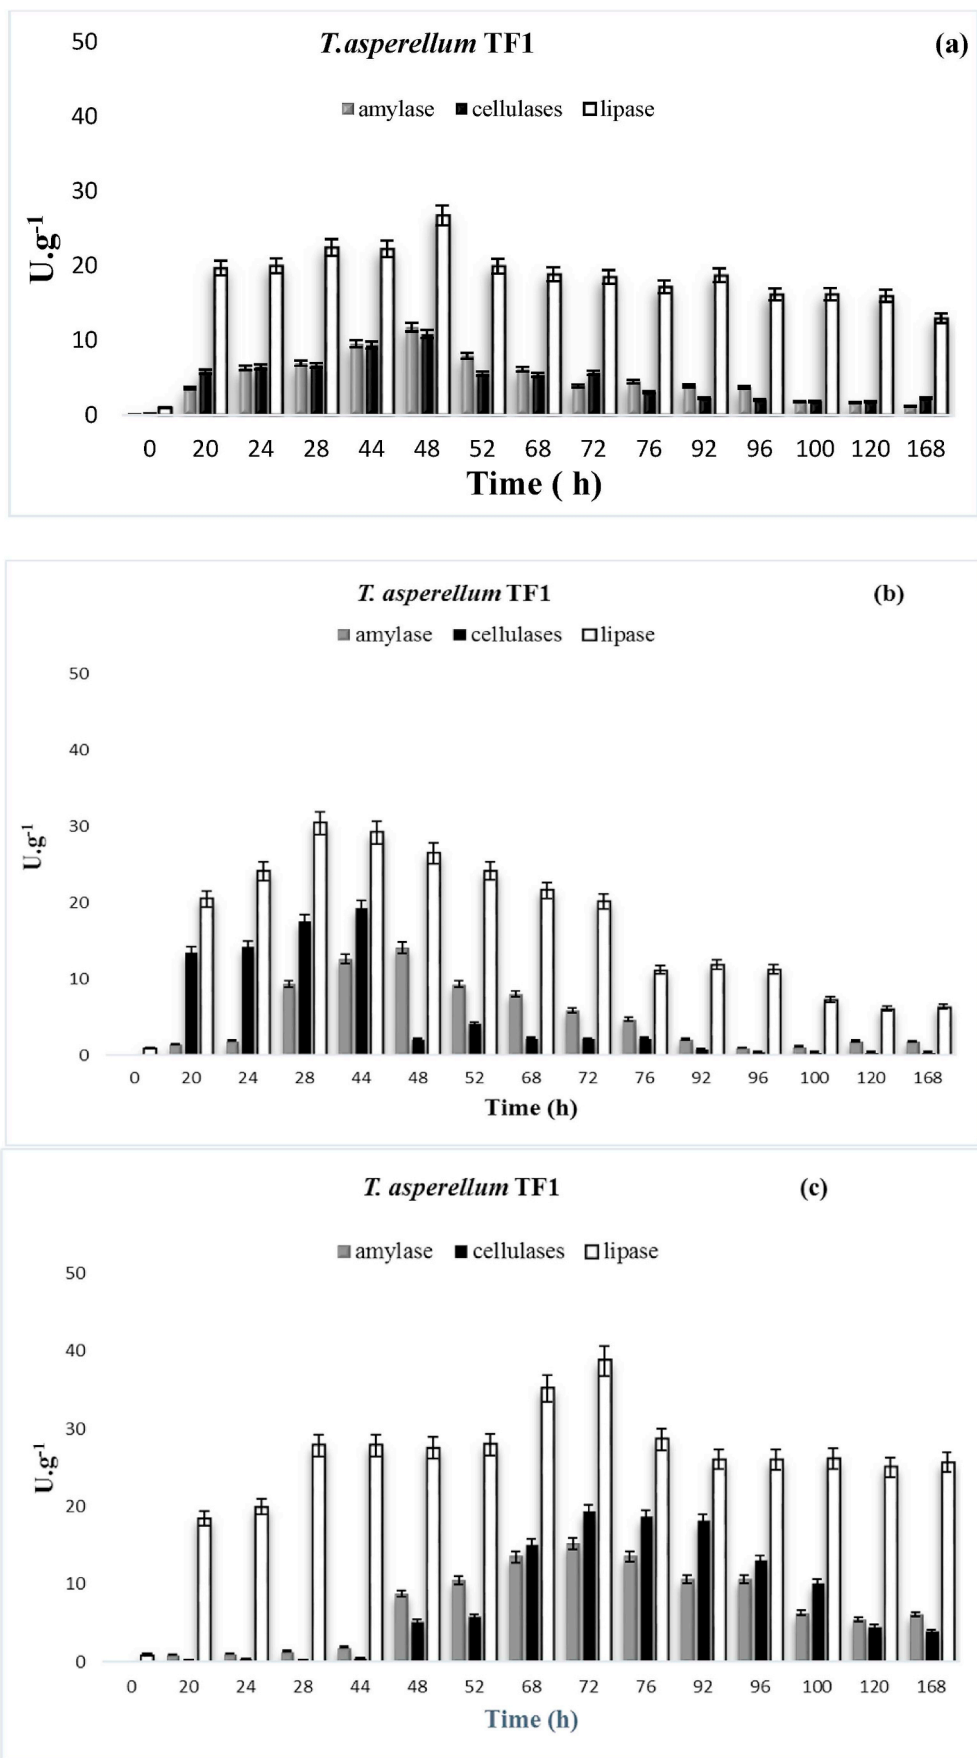 T.asperellum TF1 (a)
amylase cellulases lipase
50
40
30
20
10
0
U.g-1
0 20 24 28 44 48 52 68 72 76 92 96 100 120 168
Time ( h)
T. asperellum TF1 (b)
amylase cellulases lipase
50
40
30
20
10
0
U.g-1
0 20 24 28 44 48 52 68 72 76 92 96 100 120 168
Time (h)
T. asperellum TF1 (c)
amylase cellulases lipase
50
40
30
20
10
0
U.g-1
0 20 24 28 44 48 52 68 72 76 92 96 100 120 168
Time (h)